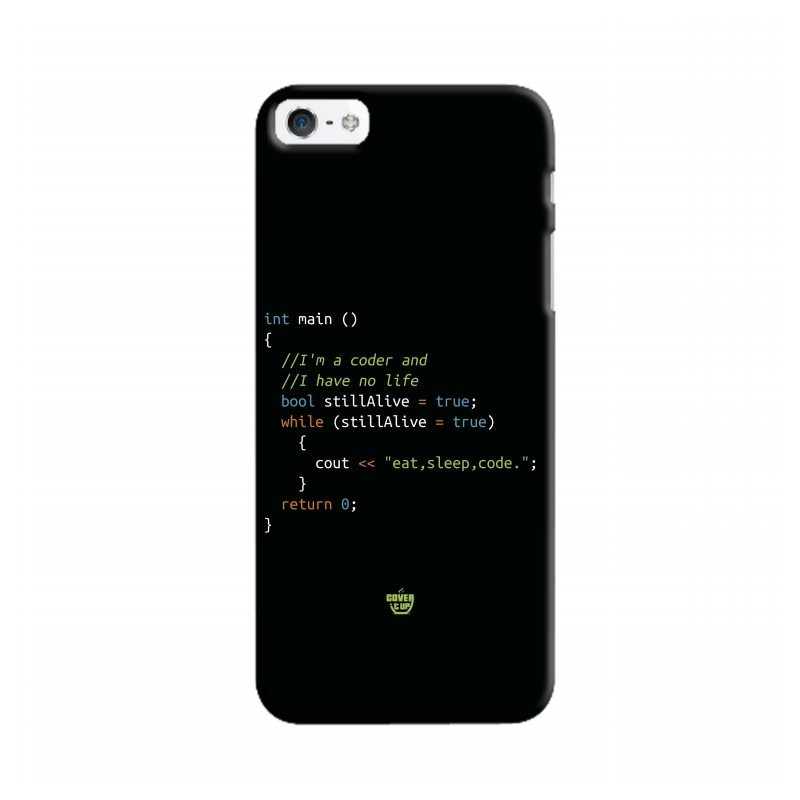 int main ()
{
  //I'm a coder and
  //I have no life
  bool stillAlive = true;
  while (stillAlive = true)
    {
      cout << "eat,sleep,code.";
    }
  return 0;
}
COVER
iT UP